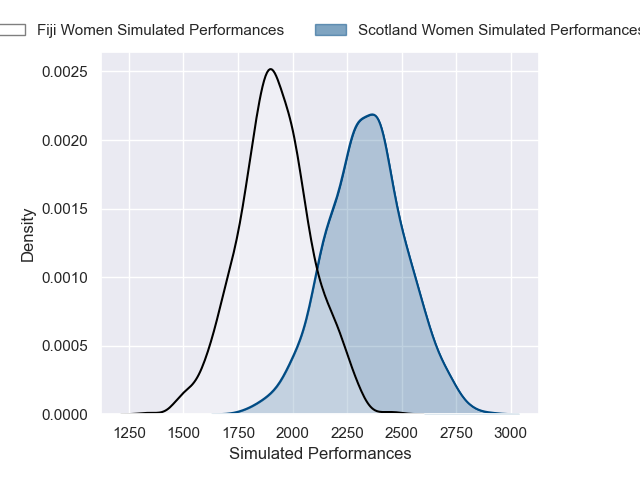 Fiji Women Simulated Performances
Scotland Women Simulated Performances
0.0025
0.0020
0.0015
0.0010
0.0005
0.0000
Density
1250 1500 1750 2000 2250 2500 2750 3000
Simulated Performances